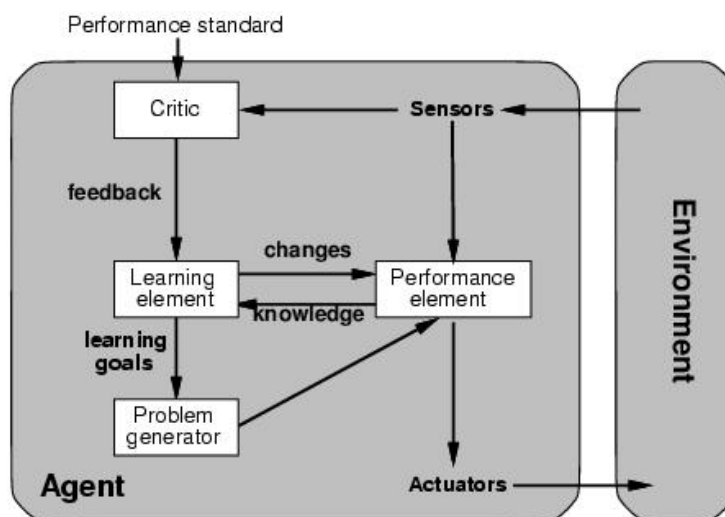 Performance standard
Critic
Sensors
feedback
changes
Learning
element
Performance
element
knowledge
learning
goals
Problem
generator
Agent
Actuators
Environment